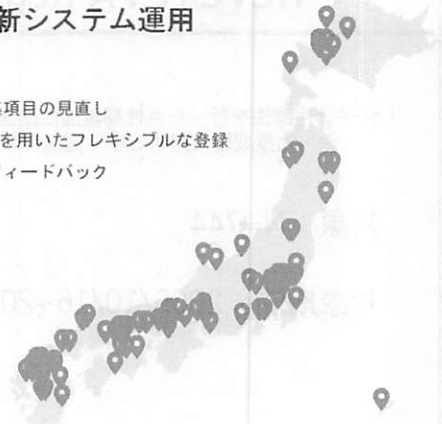 新システム運用
項目の見直し
を用いたフレキシブルな登録
ィードバック